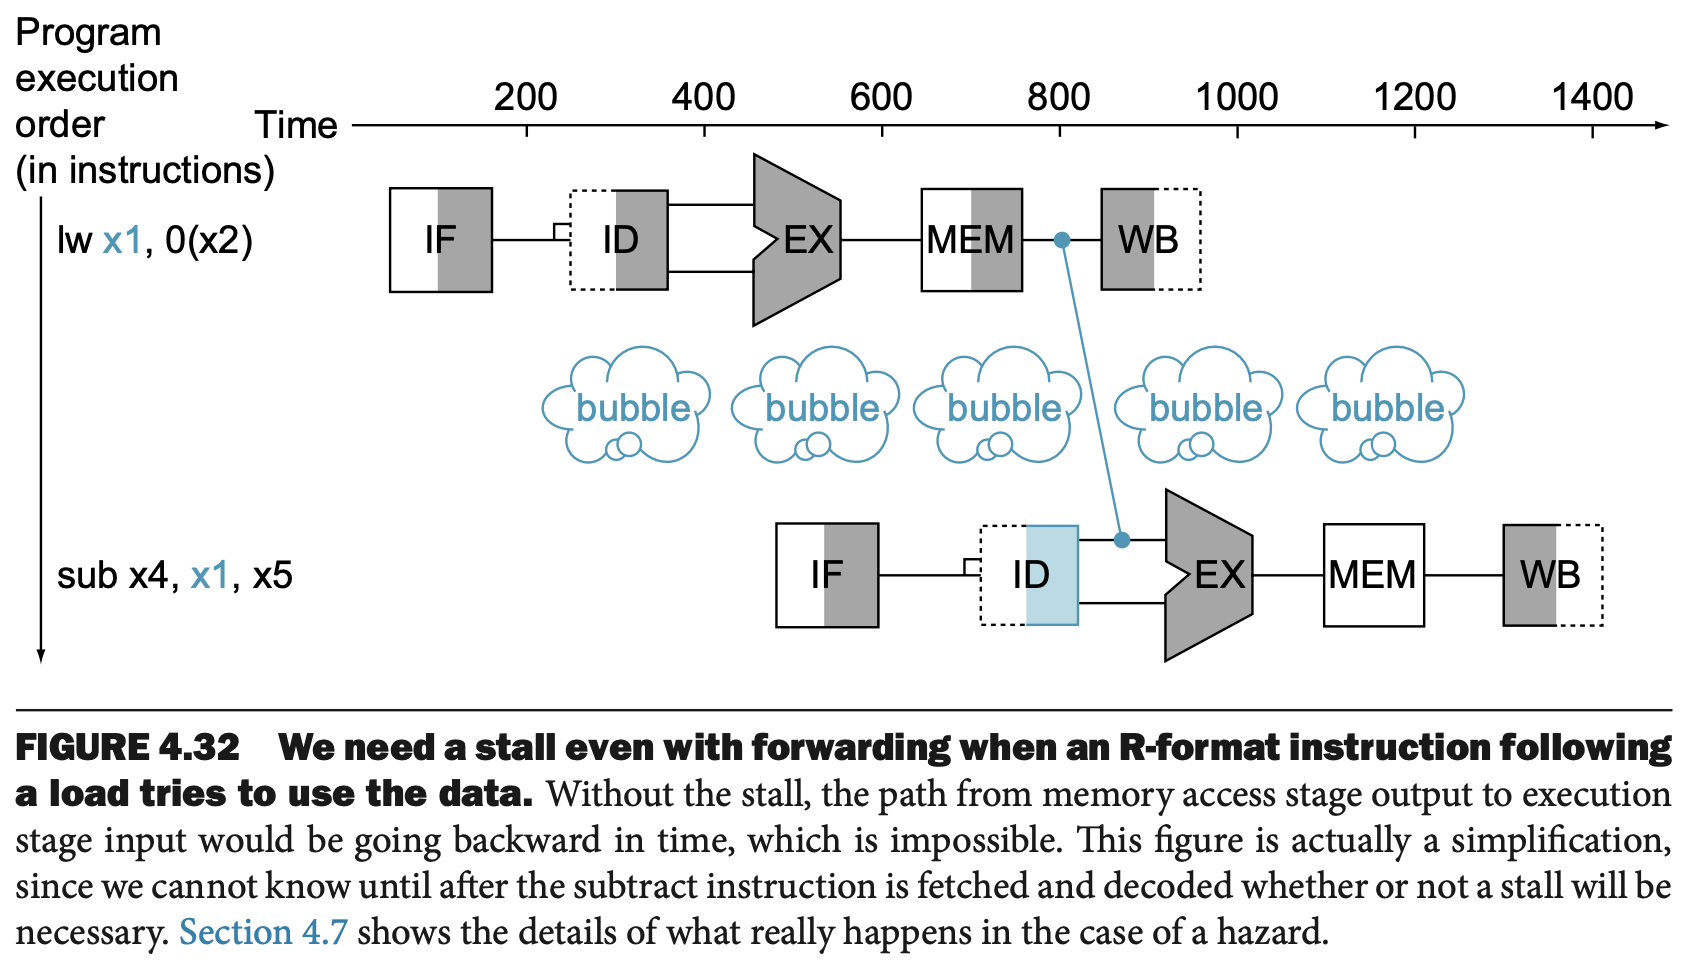 Program
execution
order
(in instructions)
Time
200 400 600 800 1000 1200 1400
lw x1, 0(x2)
IF ID EX MEM WB
bubble bubble bubble bubble bubble
sub x4, x1, x5
IF ID EX MEM WB
FIGURE 4.32 We need a stall even with forwarding when an R-format instruction following
a load tries to use the data. Without the stall, the path from memory access stage output to execution
stage input would be going backward in time, which is impossible. This figure is actually a simplification,
since we cannot know until after the subtract instruction is fetched and decoded whether or not a stall will be
necessary. Section 4.7 shows the details of what really happens in the case of a hazard.